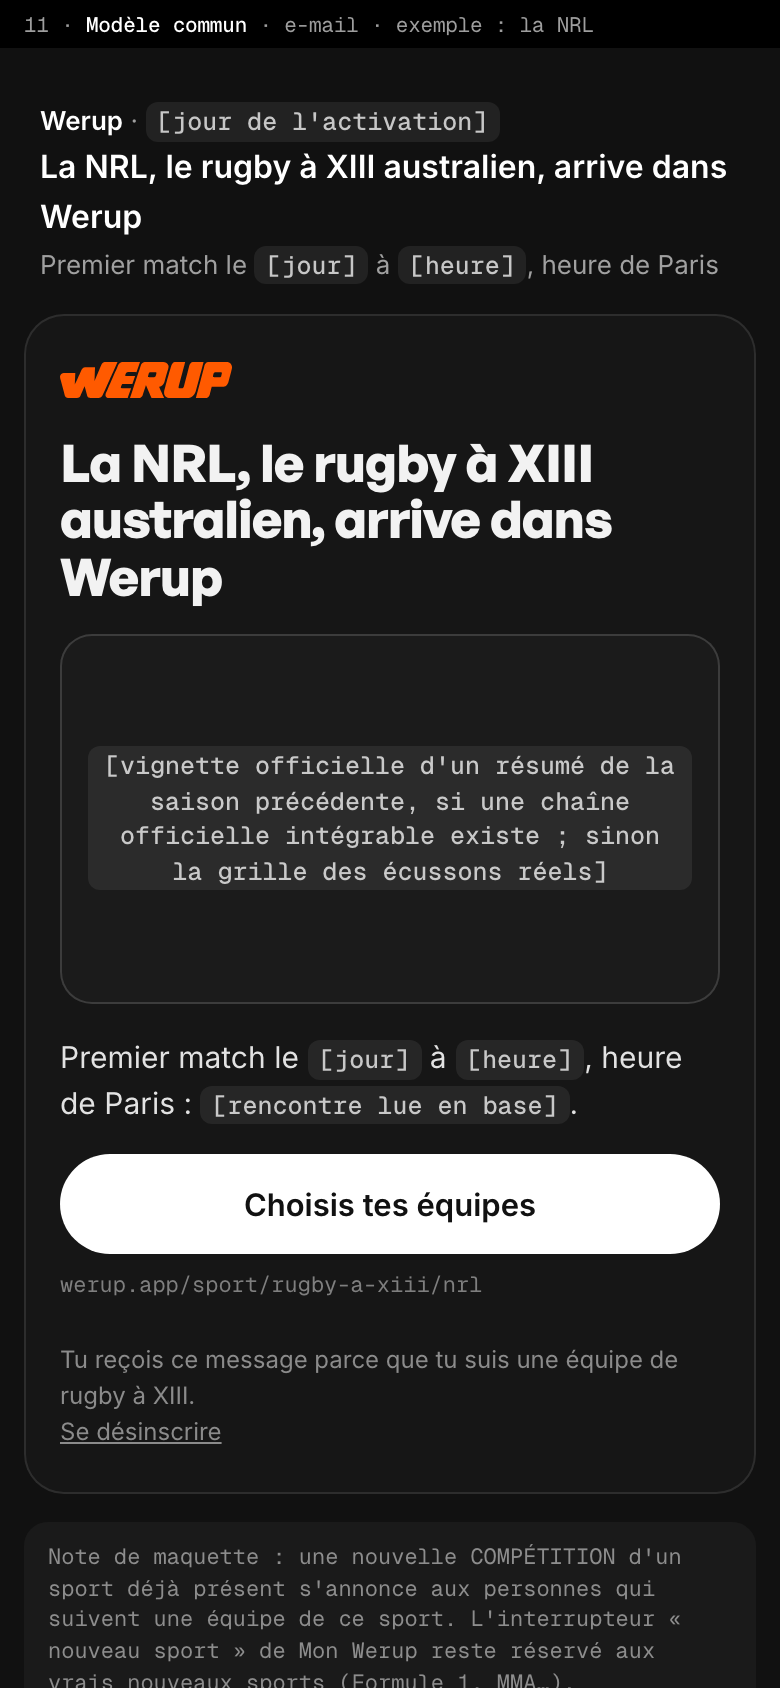 11 · Modèle commun · e-mail · exemple : la NRL
Werup · [jour de l'activation]
La NRL, le rugby à XIII australien, arrive dans
Werup
Premier match le [jour] à [heure], heure de Paris
WERUP
La NRL, le rugby à XIII
australien, arrive dans
Werup
[vignette officielle d'un résumé de la
saison précédente, si une chaîne
officielle intégrable existe ; sinon
la grille des écussons réels]
Premier match le [jour] à [heure], heure
de Paris : [rencontre lue en base].
Choisis tes équipes
werup.app/sport/rugby-a-xiii/nrl
Tu reçois ce message parce que tu suis une équipe de
rugby à XIII.
Se désinscrire
Note de maquette : une nouvelle COMPÉTITION d'un
sport déjà présent s'annonce aux personnes qui
suivent une équipe de ce sport. L'interrupteur «
nouveau sport » de Mon Werup reste réservé aux
vrais nouveaux sports (Formule 1, MMA…).